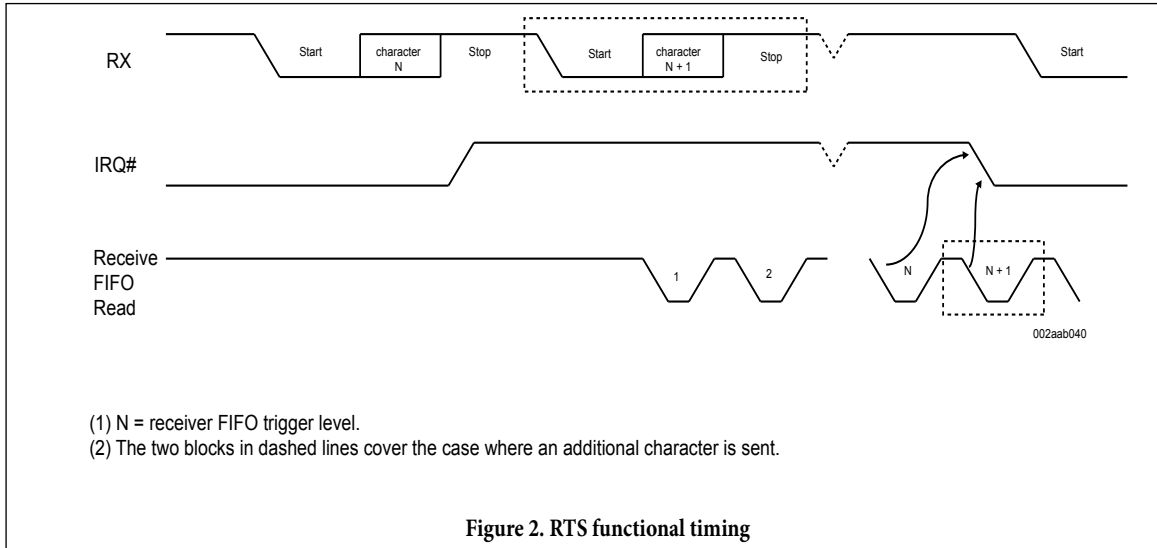 RX
Start
character
N
Stop
Start
character
N + 1
Stop
Start
IRQ#
Receive
FIFO
Read
1
2
N
N + 1
002aab040
(1) N = receiver FIFO trigger level.
(2) The two blocks in dashed lines cover the case where an additional character is sent.
Figure 2. RTS functional timing